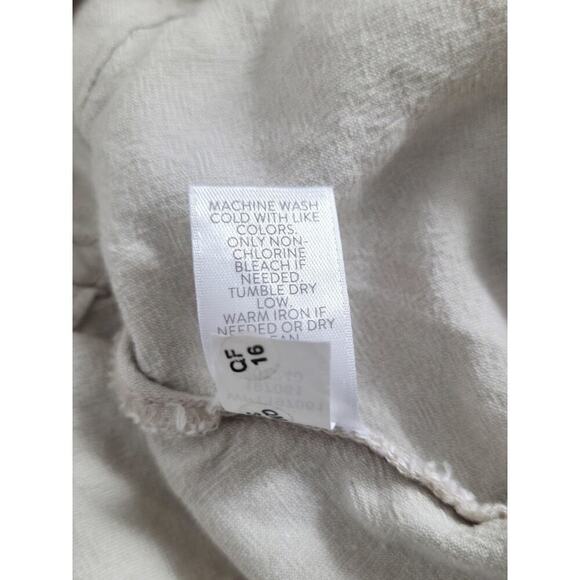 MACHINE WASH
COLD WITH LIKE
COLORS.
ONLY NON-
CHLORINE
BLEACH IF
NEEDED.
TUMBLE DRY
LOW.
WARM IRON IF
NEEDED OR DRY
QF
16